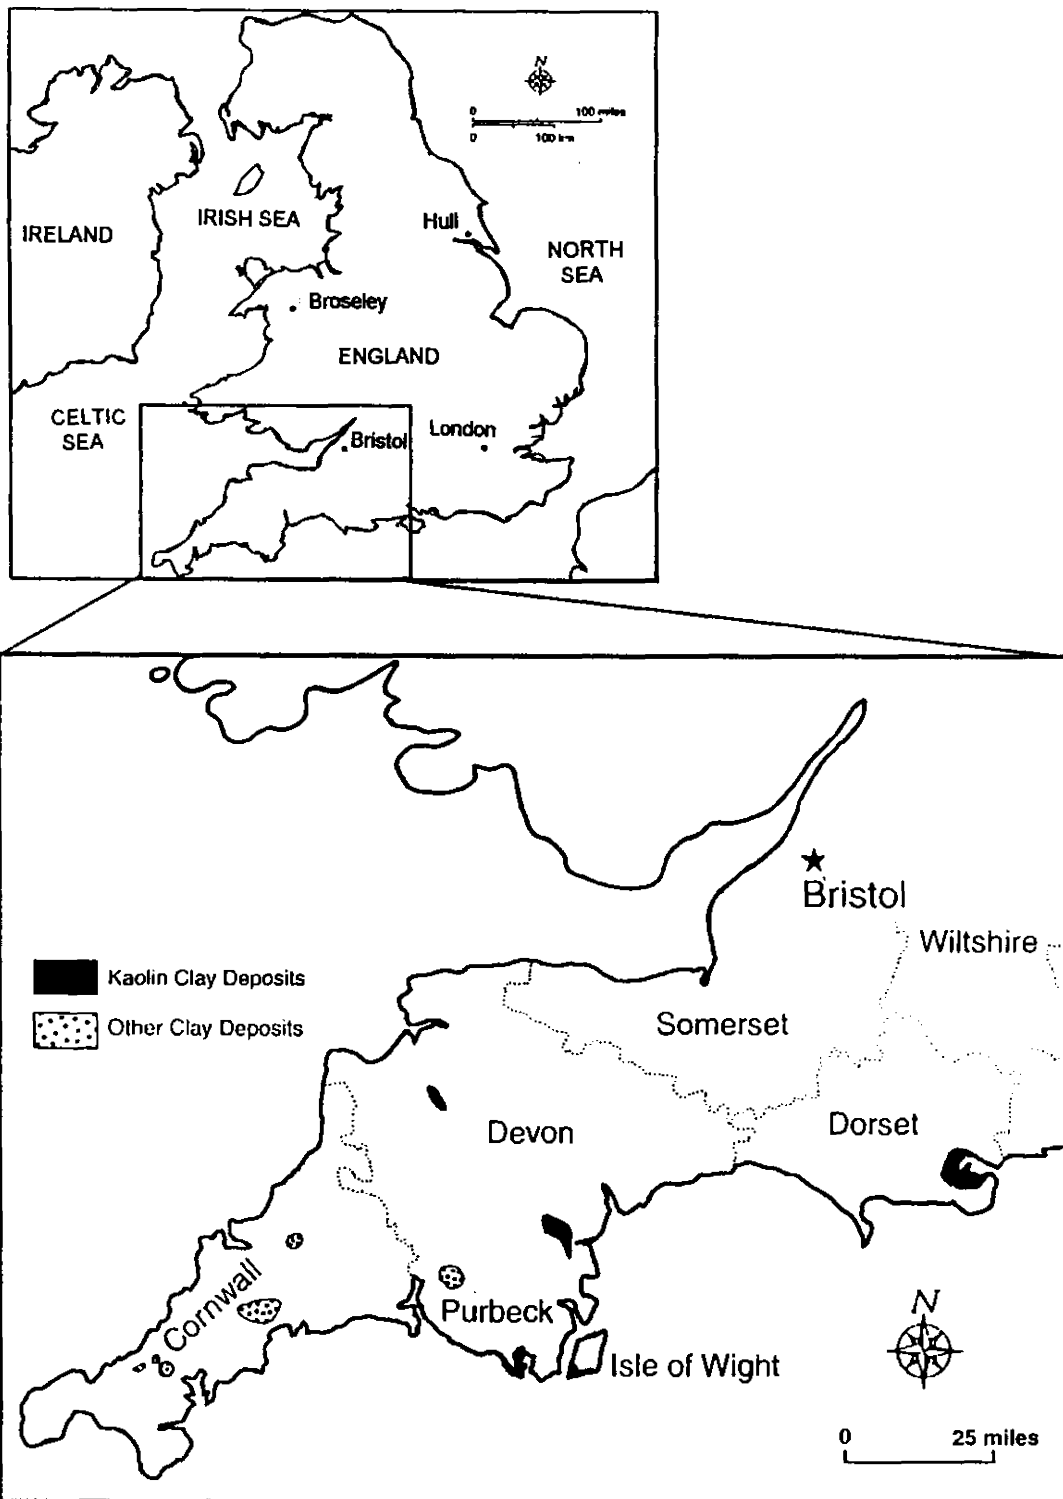 N
0 100 miles
0 100 km
IRELAND
IRISH SEA
Hull
NORTH
SEA
Broseley
ENGLAND
CELTIC
SEA
Bristol
London
Bristol
Wiltshire
Kaolin Clay Deposits
Other Clay Deposits
Somerset
Devon
Dorset
Cornwall
Purbeck
Isle of Wight
N
0 25 miles